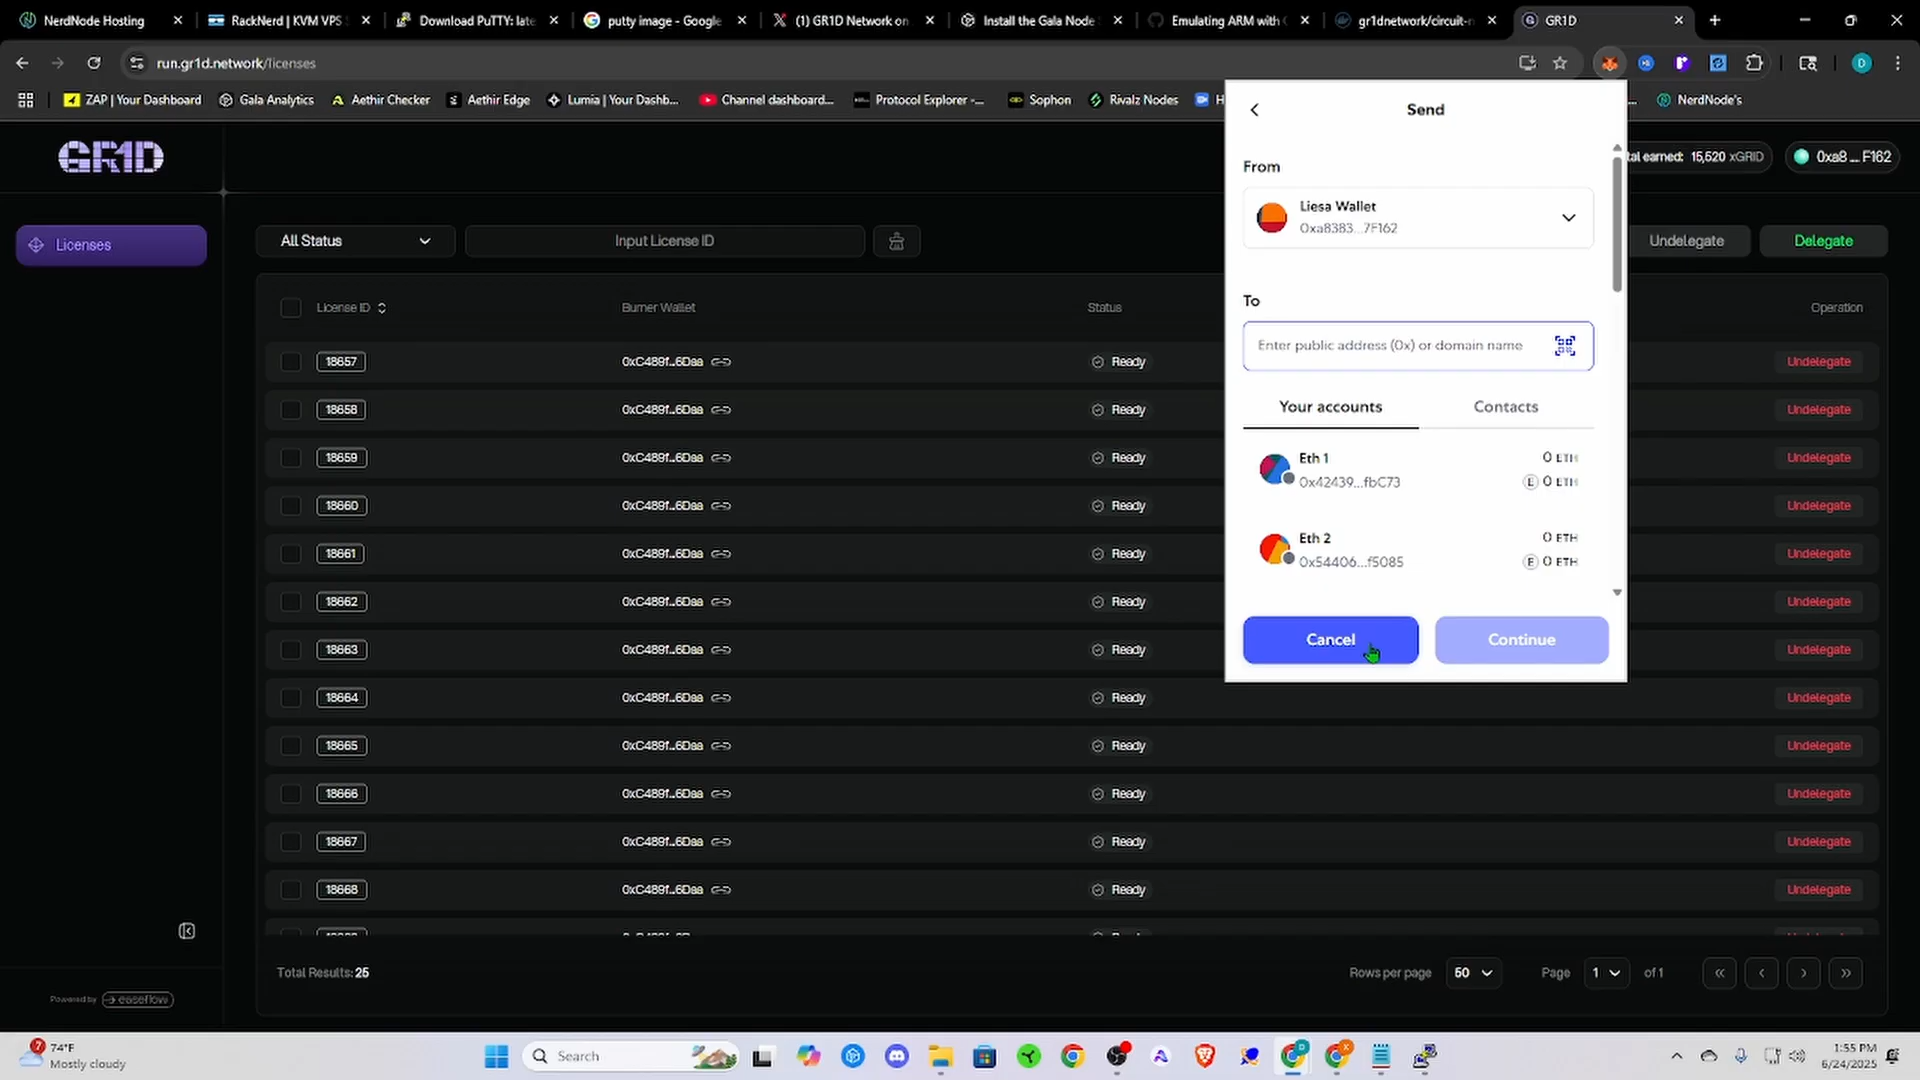 NerdNode Hosting
RackNerd | KVM VPS
Download PuTTY: late
putty image - Google
(1) GR1D Network on
Install the Gala Node
Emulating ARM with
gr1dnetwork/circuit-n
GR1D
run.gr1d.network/licenses
D
ZAP | Your Dashboard
Gala Analytics
Aethir Checker
Aethir Edge
Lumia | Your Dashb...
Channel dashboard...
Protocol Explorer -...
Sophon
Rivalz Nodes
H
NerdNode's
GR1D
tal earned: 15,520 xGRID
0xa8 ... F162
Licenses
All Status
Input License ID
Undelegate
Delegate
License ID
Burner Wallet
Status
Operation
18657
0xC489f...6Daa
Ready
Undelegate
18658
0xC489f...6Daa
Ready
Undelegate
18659
0xC489f...6Daa
Ready
Undelegate
18660
0xC489f...6Daa
Ready
Undelegate
18661
0xC489f...6Daa
Ready
Undelegate
18662
0xC489f...6Daa
Ready
Undelegate
18663
0xC489f...6Daa
Ready
Undelegate
18664
0xC489f...6Daa
Ready
Undelegate
18665
0xC489f...6Daa
Ready
Undelegate
18666
0xC489f...6Daa
Ready
Undelegate
18667
0xC489f...6Daa
Ready
Undelegate
18668
0xC489f...6Daa
Ready
Undelegate
Total Results: 25
Rows per page
50
Page
1
of 1
Powered by easeflow
Send
From
Liesa Wallet
0xa8383...7F162
To
Enter public address (0x) or domain name
Your accounts
Contacts
Eth 1
0 ETH
0x42439...fbC73
E 0 ETH
Eth 2
0 ETH
0x54406...f5085
E 0 ETH
Cancel
Continue
7
74°F
Mostly cloudy
Search
1:55 PM
6/24/2025